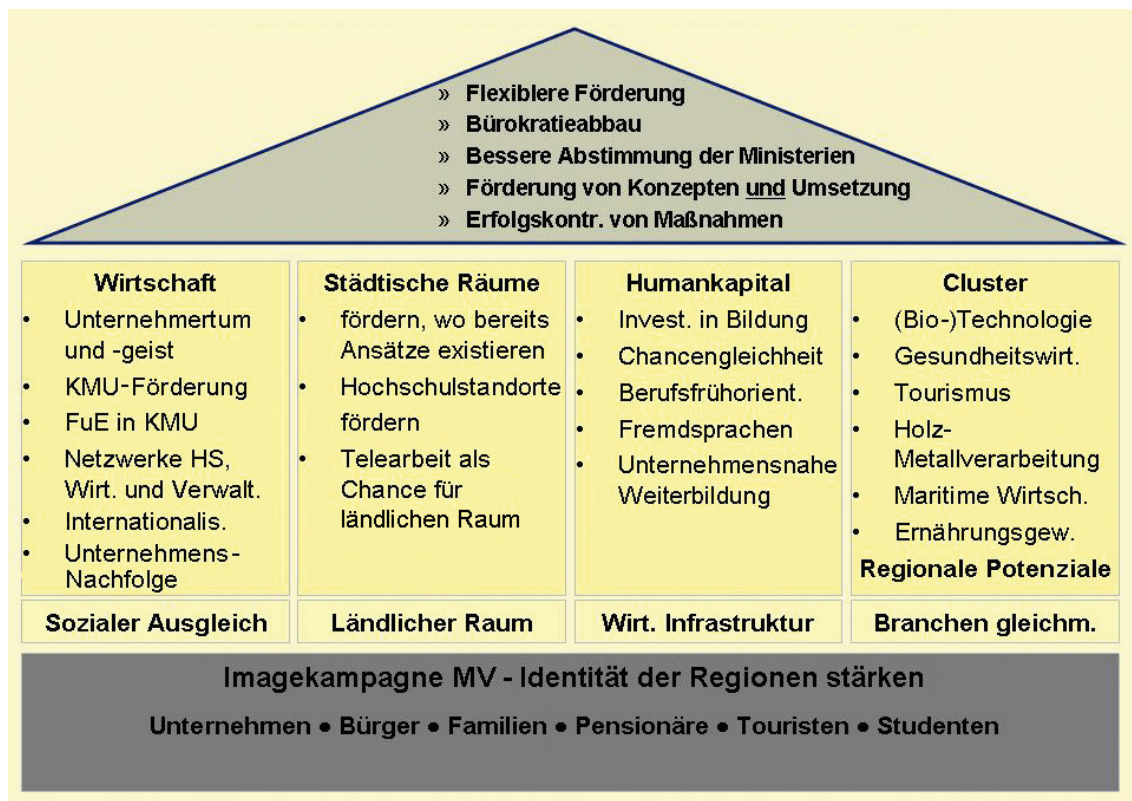 » Flexiblere Förderung
» Bürokratieabbau
» Bessere Abstimmung der Ministerien
» Förderung von Konzepten und Umsetzung
» Erfolgskontr. von Maßnahmen
Wirtschaft
• Unternehmertum
und -geist
• KMU-Förderung
• FuE in KMU
• Netzwerke HS,
Wirt. und Verwalt.
• Internationalis.
• Unternehmens-
Nachfolge
Sozialer Ausgleich
Städtische Räume
• fördern, wo bereits
Ansätze existieren
• Hochschulstandorte
fördern
• Telearbeit als
Chance für
ländlichen Raum
Ländlicher Raum
Humankapital
• Invest. in Bildung
• Chancengleichheit
• Berufsfrühorient.
• Fremdsprachen
• Unternehmensnahe
Weiterbildung
Wirt. Infrastruktur
Cluster
• (Bio-)Technologie
• Gesundheitswirt.
• Tourismus
• Holz-
Metallverarbeitung
• Maritime Wirtsch.
• Ernährungsgew.
Regionale Potenziale
Branchen gleichm.
Imagekampagne MV - Identität der Regionen stärken
Unternehmen ● Bürger ● Familien ● Pensionäre ● Touristen ● Studenten